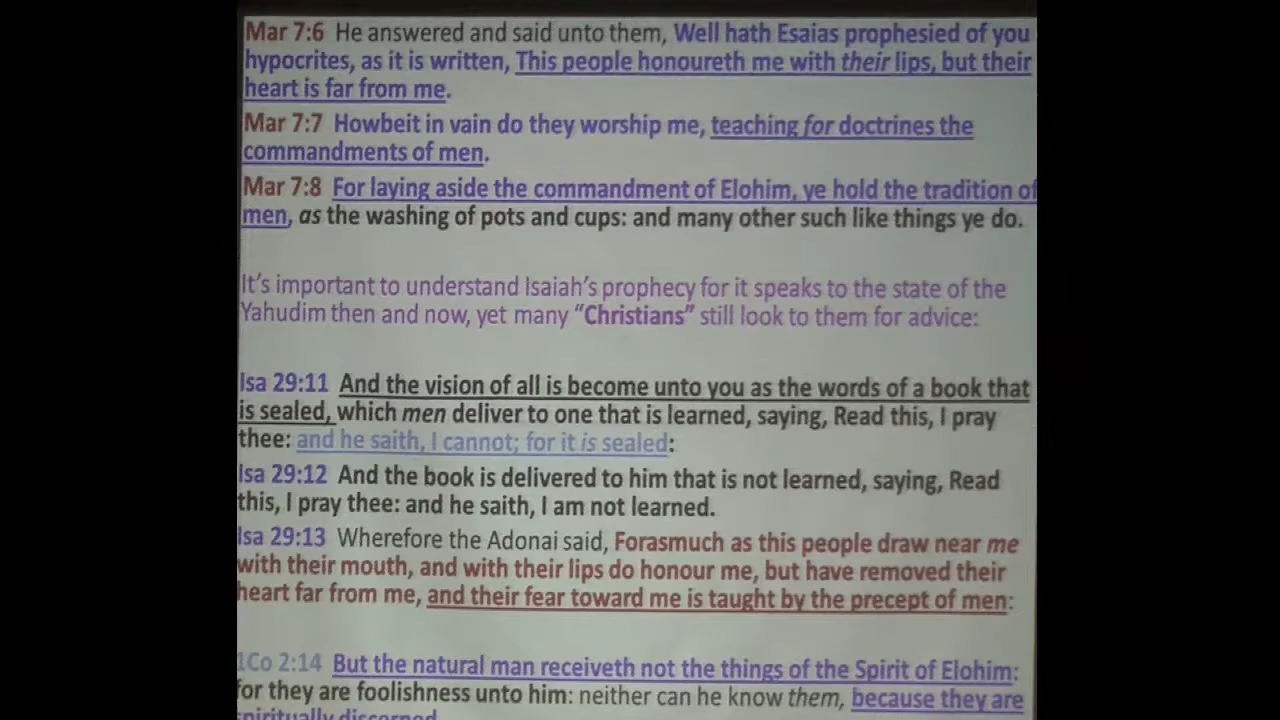 Mar 7:6 He answered and said unto them, Well hath Esaias prophesied of you
hypocrites, as it is written, This people honoureth me with their lips, but their
heart is far from me.
Mar 7:7 Howbeit in vain do they worship me, teaching for doctrines the
commandments of men.
Mar 7:8 For laying aside the commandment of Elohim, ye hold the tradition of
men, as the washing of pots and cups: and many other such like things ye do.
It's important to understand Isaiah's prophecy for it speaks to the state of the
Yahudim then and now, yet many “Christians” still look to them for advice:
Isa 29:11 And the vision of all is become unto you as the words of a book that
is sealed, which men deliver to one that is learned, saying, Read this, I pray
thee: and he saith, I cannot; for it is sealed:
Isa 29:12 And the book is delivered to him that is not learned, saying, Read
this, I pray thee: and he saith, I am not learned.
Isa 29:13 Wherefore the Adonai said, Forasmuch as this people draw near me
with their mouth, and with their lips do honour me, but have removed their
heart far from me, and their fear toward me is taught by the precept of men:
1Co 2:14 But the natural man receiveth not the things of the Spirit of Elohim:
for they are foolishness unto him: neither can he know them, because they are
spiritually discerned